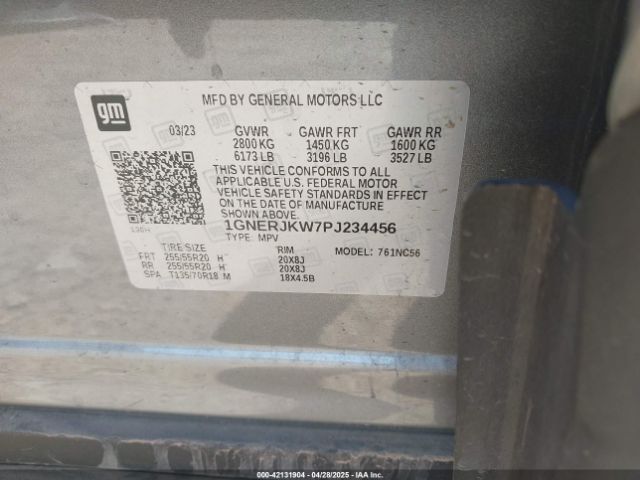 gm
MFD BY GENERAL MOTORS LLC
03/23 GVWR GAWR FRT GAWR RR
2800 KG 1450 KG 1600 KG
6173 LB 3196 LB 3527 LB
THIS VEHICLE CONFORMS TO ALL
APPLICABLE U.S. FEDERAL MOTOR
VEHICLE SAFETY STANDARDS IN EFFECT
ON THE DATE OF MANUFACTURE
SHOWN ABOVE.
1GNERJKW7PJ234456
TYPE: MPV
TIRE SIZE RIM MODEL: 761NC56
FRT 255/55R20 H 20X8J
RR 255/55R20 H 20X8J
SPA T135/70R18 M 18X4.5B
000-42131904 | 04/28/2025 | IAAI, Inc.